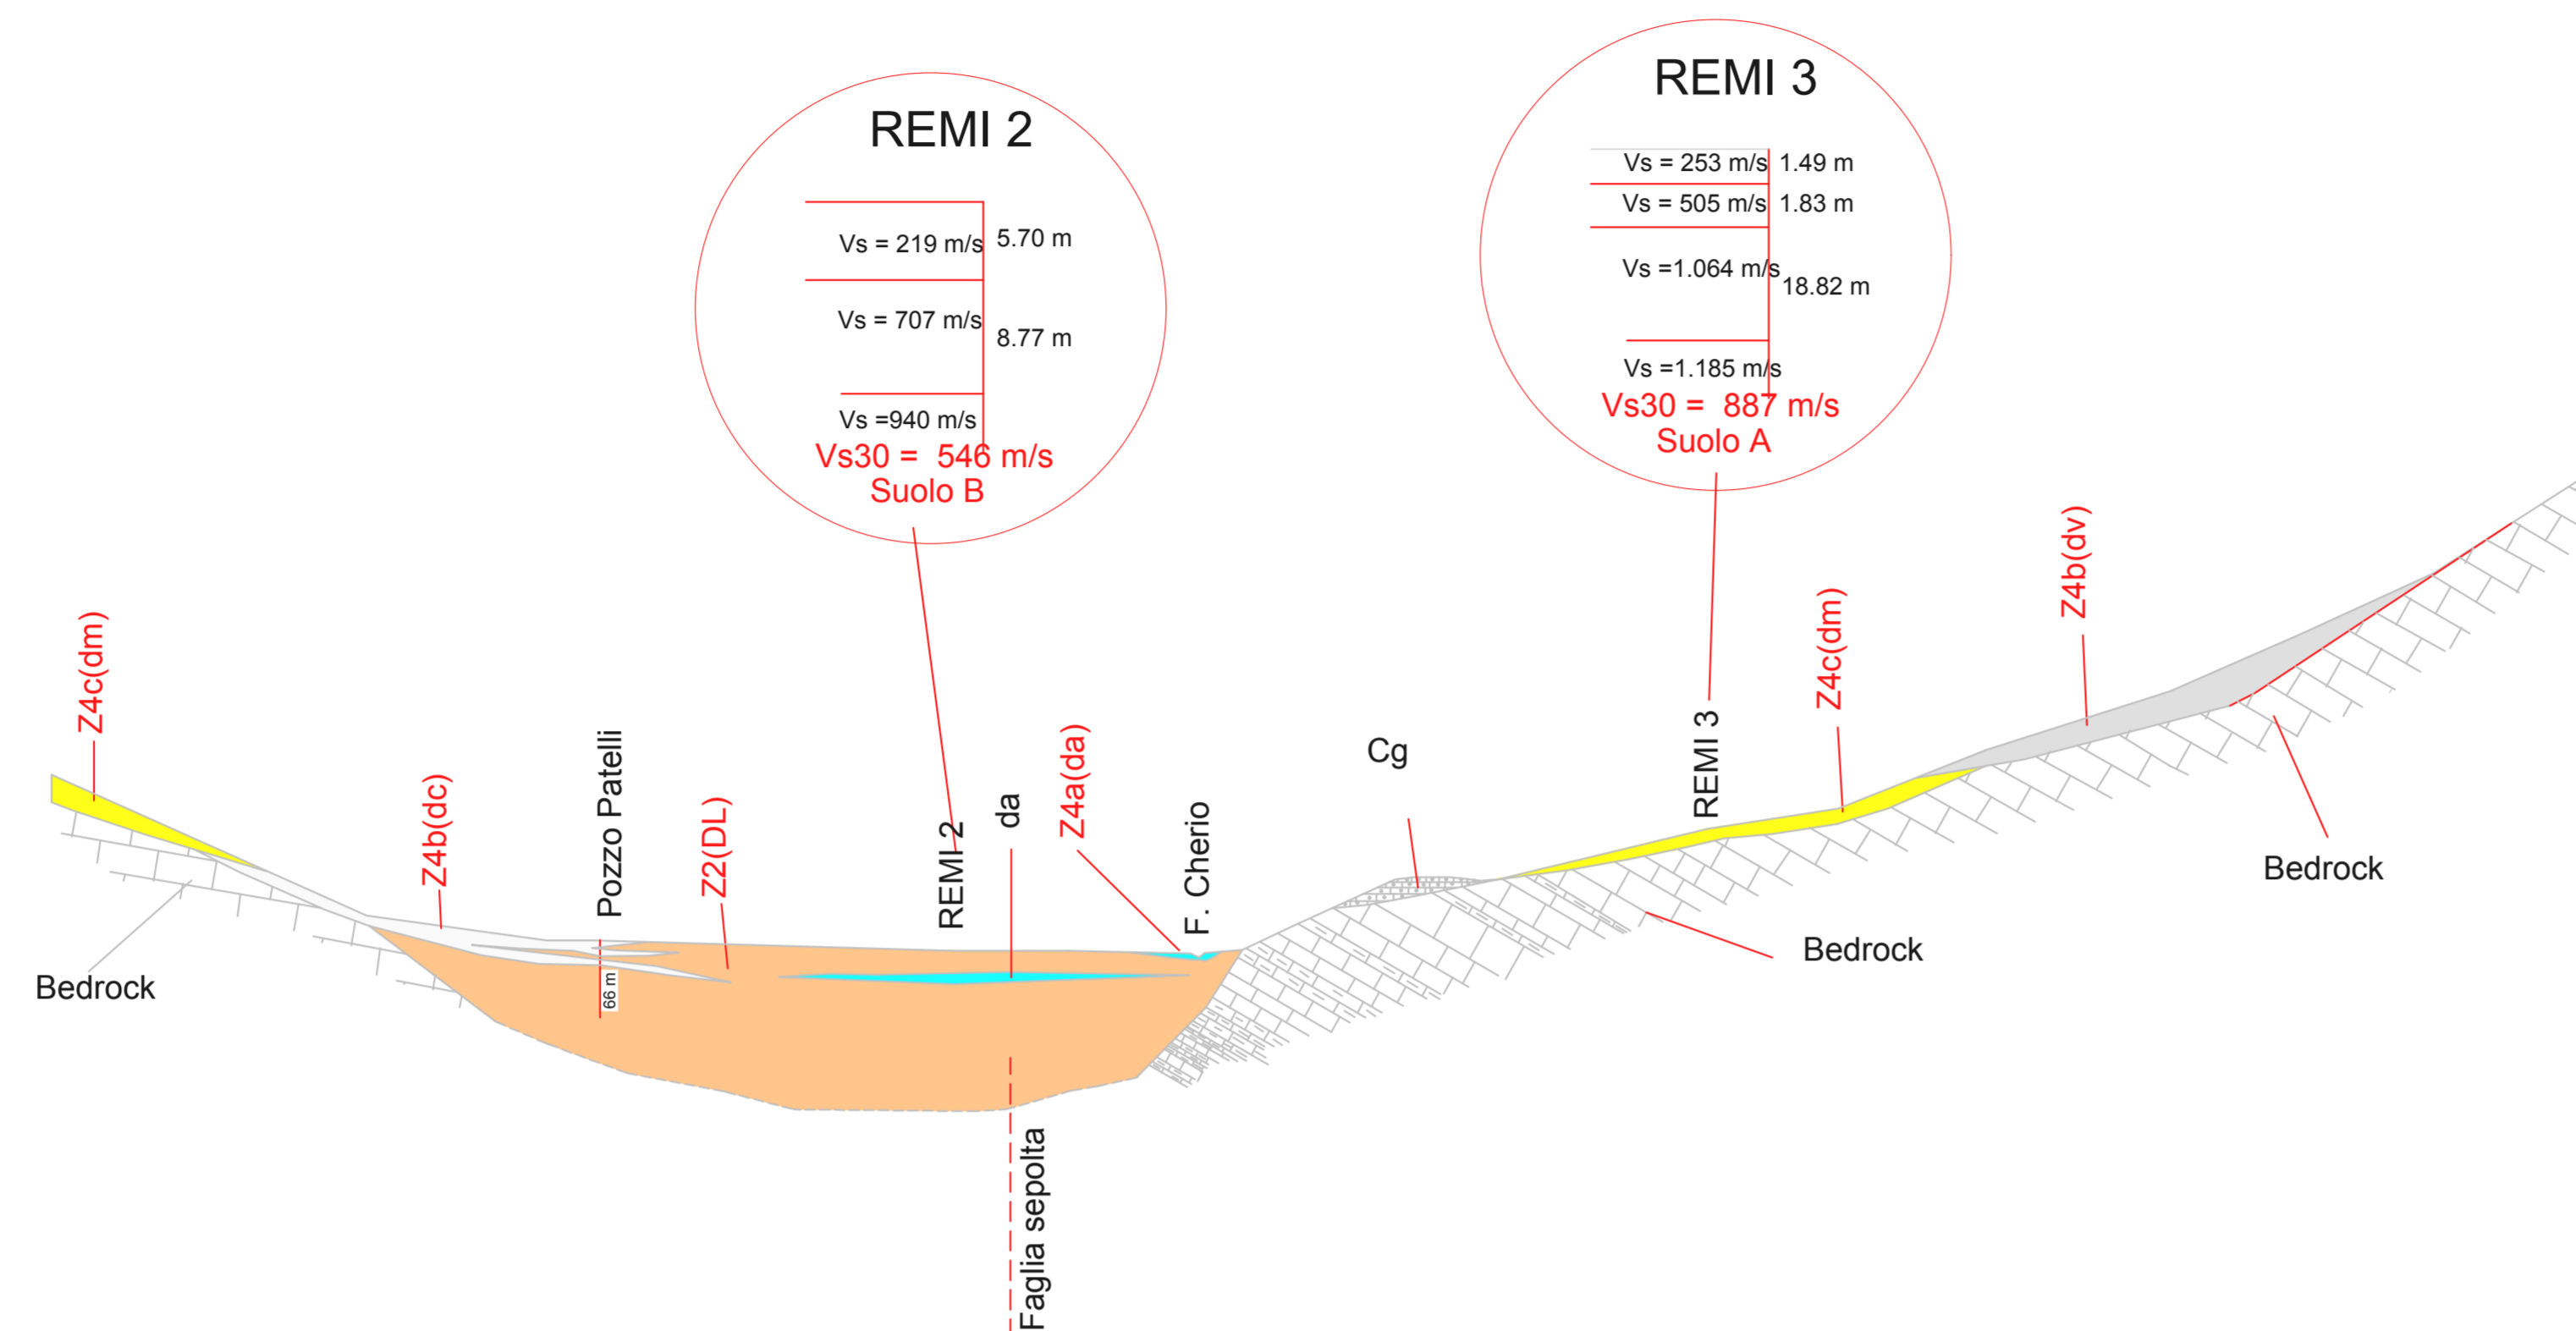 REMI 2
Vs = 219 m/s
5.70 m
Vs = 707 m/s
8.77 m
Vs =940 m/s
Vs30 =  546 m/s
Suolo B
REMI 3
Vs = 253 m/s
1.49 m
Vs = 505 m/s
1.83 m
Vs =1.064 m/s
18.82 m
Vs =1.185 m/s
Vs30 =  887 m/s
Suolo A
Z4c(dm)
Bedrock
Z4b(dc)
Pozzo Patelli
66 m
Z2(DL)
REMI 2
da
Z4a(da)
F. Cherio
Faglia sepolta
Cg
REMI 3
Z4c(dm)
Bedrock
Z4b(dv)
Bedrock